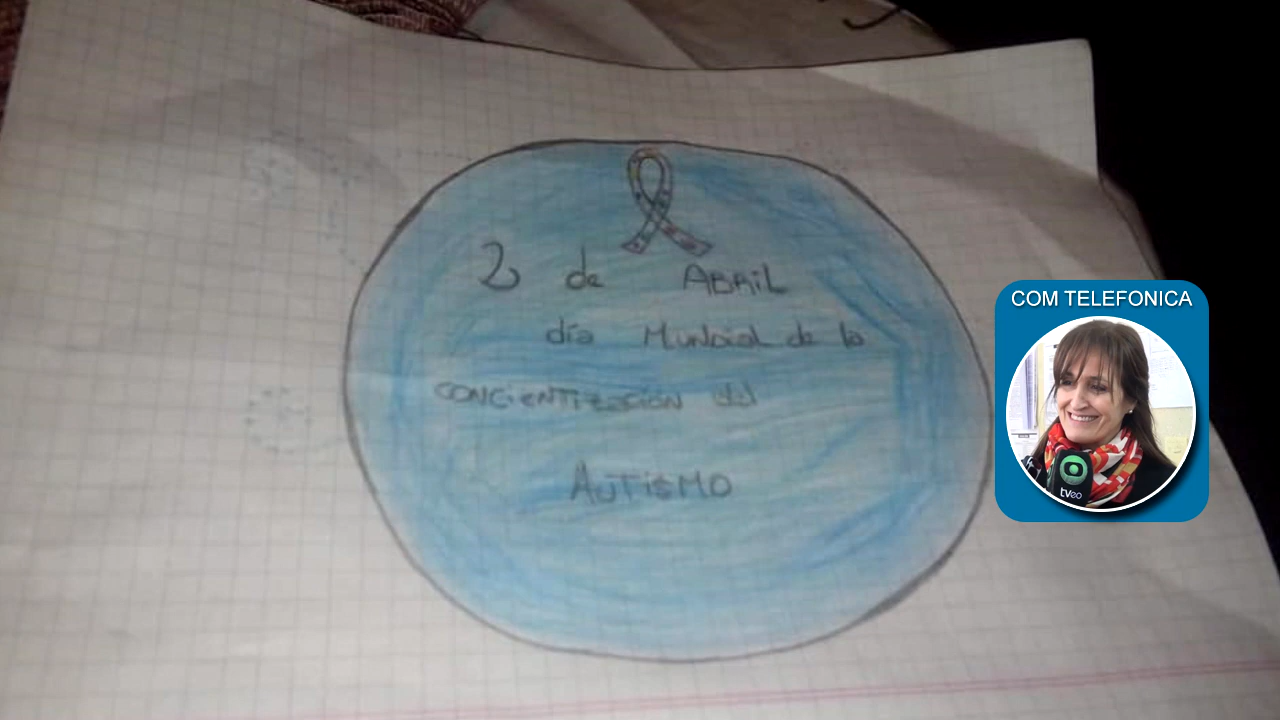 2 de ABRIL
día MUNDIAL de la
CONCIENTIZACIÓN del
AUTISMO
COM TELEFONICA
tveo